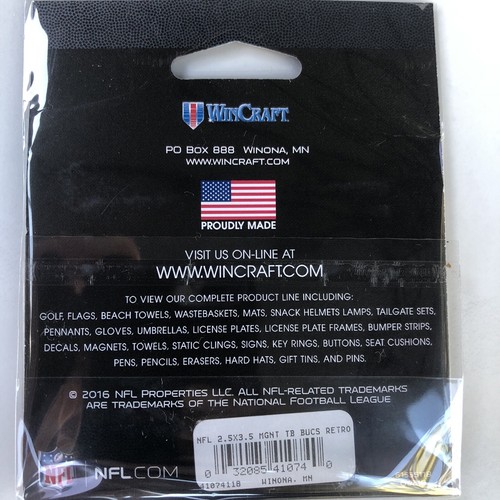 WINCRAFT
PO BOX 888 WINONA, MN
WWW.WINCRAFT.COM
PROUDLY MADE
VISIT US ON-LINE AT
WWW.WINCRAFT.COM
TO VIEW OUR COMPLETE PRODUCT LINE INCLUDING:
GOLF, FLAGS, BEACH TOWELS, WASTEBASKETS, MATS, SNACK HELMETS LAMPS, TAILGATE SETS,
PENNANTS, GLOVES, UMBRELLAS, LICENSE PLATES, LICENSE PLATE FRAMES, BUMPER STRIPS,
DECALS, MAGNETS, TOWELS, STATIC CLINGS, SIGNS, KEY RINGS, BUTTONS, SEAT CUSHIONS,
PENS, PENCILS, ERASERS, HARD HATS, GIFT TINS, AND PINS.
© 2016 NFL PROPERTIES LLC. ALL NFL-RELATED TRADEMARKS
ARE TRADEMARKS OF THE NATIONAL FOOTBALL LEAGUE
NFL 2.5X3.5 MGNT TB BUCS RETRO
0 32085 41074 0
41074118 WINONA, MN
NFL NFL.COM